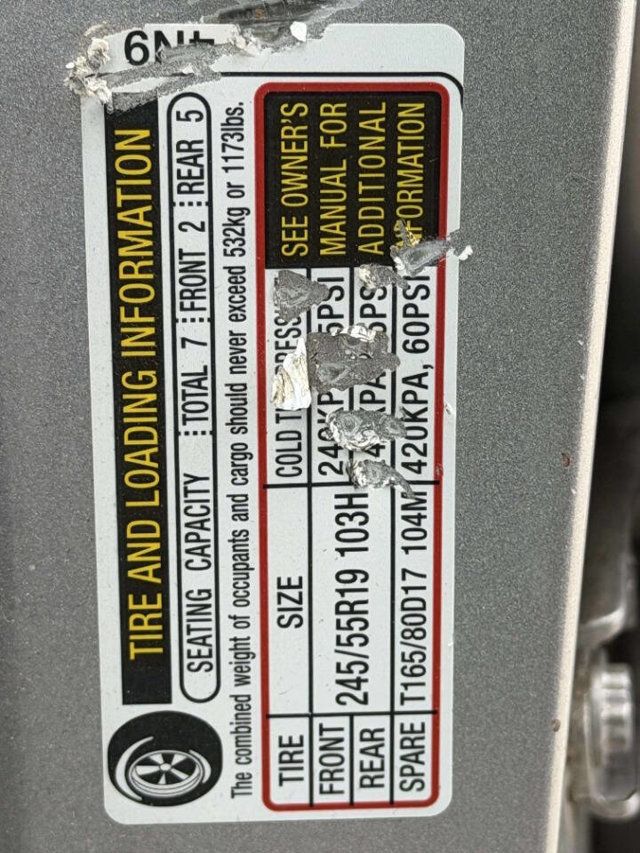 TIRE AND LOADING INFORMATION
SEATING CAPACITY TOTAL 7 FRONT 2 REAR 5
The combined weight of occupants and cargo should never exceed 532kg or 1173lbs.
TIRE SIZE COLD SEE OWNER'S
FRONT 245/55R19 103H MANUAL FOR
REAR ADDITIONAL
SPARE T165/80D17 104M 420KPA, 60PSI